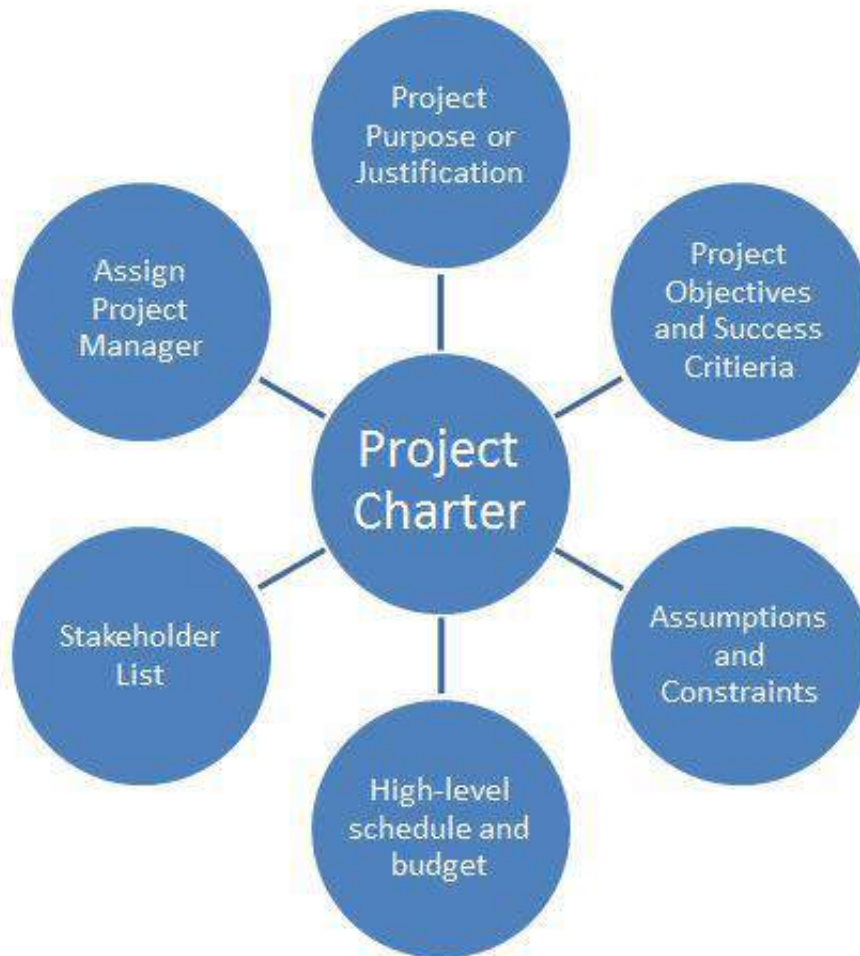 Project
Purpose or
Justification
Project
Objectives
and Success
Critieria
Assumptions
and
Constraints
High-level
schedule and
budget
Stakeholder
List
Assign
Project
Manager
Project
Charter